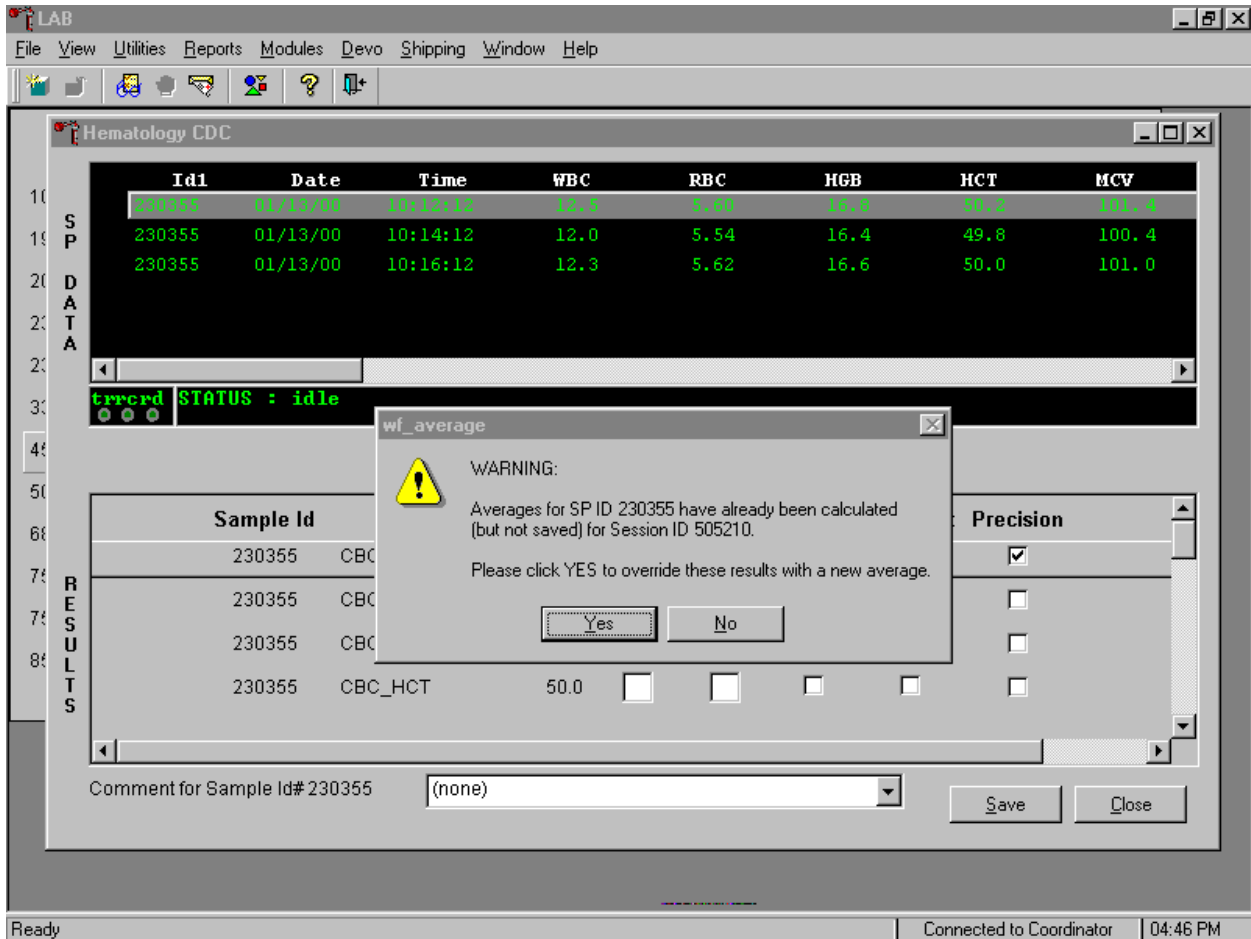 LAB
File View Utilities Reports Modules Devo Shipping Window Help
Hematology CDC
SP DATA
Id1 Date Time WBC RBC HGB HCT MCV
230355 01/13/00 10:12:12 12.5 5.60 16.8 50.2 101.4
230355 01/13/00 10:14:12 12.0 5.54 16.4 49.8 100.4
230355 01/13/00 10:16:12 12.3 5.62 16.6 50.0 101.0
trrcrd STATUS : idle
wf_average
WARNING:
Averages for SP ID 230355 have already been calculated
(but not saved) for Session ID 505210.
Please click YES to override these results with a new average.
Yes No
RESULTS
Sample Id Precision
230355
230355
230355
230355 CBC_HCT 50.0
Comment for Sample Id# 230355 (none)
Save Close
Ready Connected to Coordinator 04:46 PM